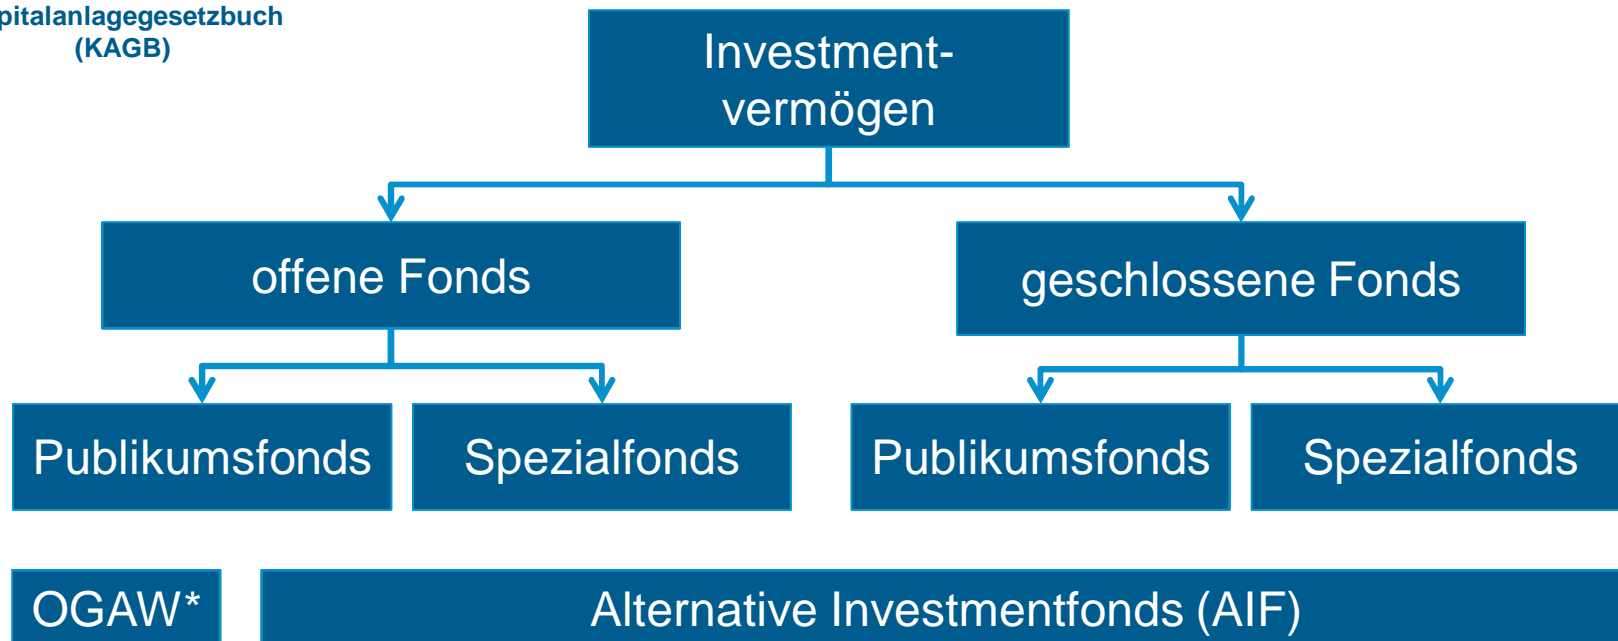 pitalanlagegesetzbuch
(KAGB)
Investment-
vermögen
offene Fonds
geschlossene Fonds
Publikumsfonds
Spezialfonds
Publikumsfonds
Spezialfonds
OGAW*
Alternative Investmentfonds (AIF)